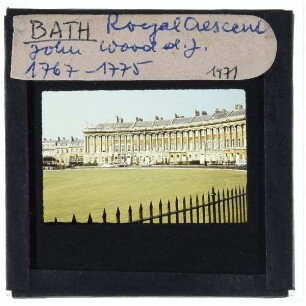 BATH Royal Crescent
John Wood d. J.
1767-1775 1971